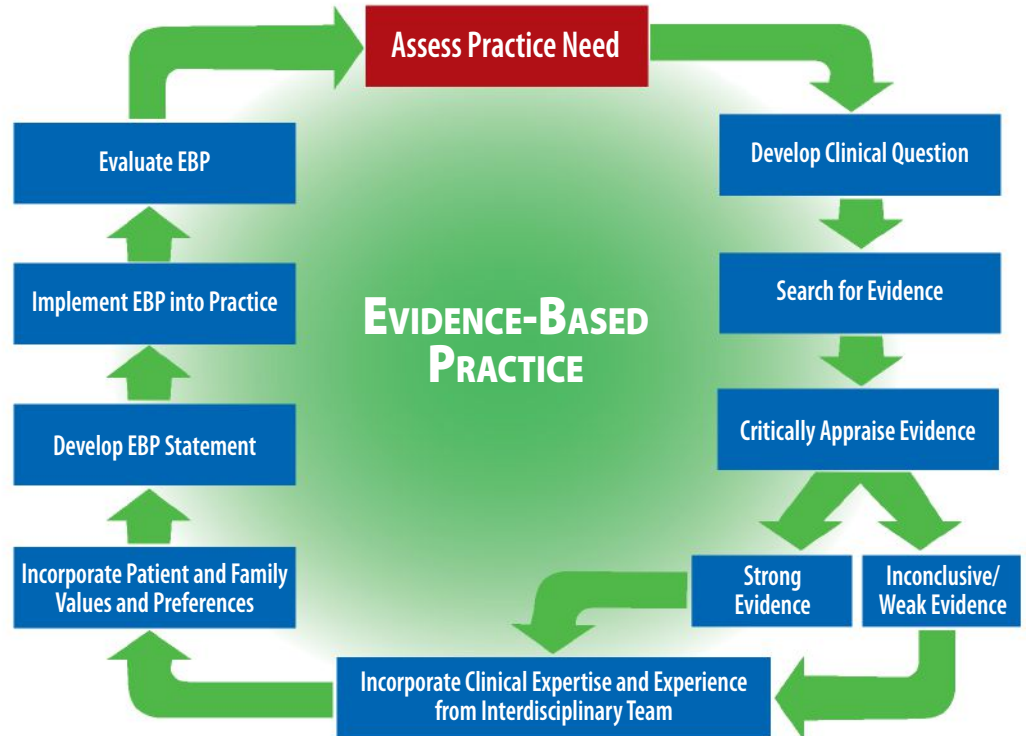 Assess Practice Need
Develop Clinical Question
Search for Evidence
Critically Appraise Evidence
Strong
Evidence
Inconclusive/
Weak Evidence
Incorporate Clinical Expertise and Experience
from Interdisciplinary Team
Incorporate Patient and Family
Values and Preferences
Develop EBP Statement
Implement EBP into Practice
Evaluate EBP
EVIDENCE-BASED
PRACTICE